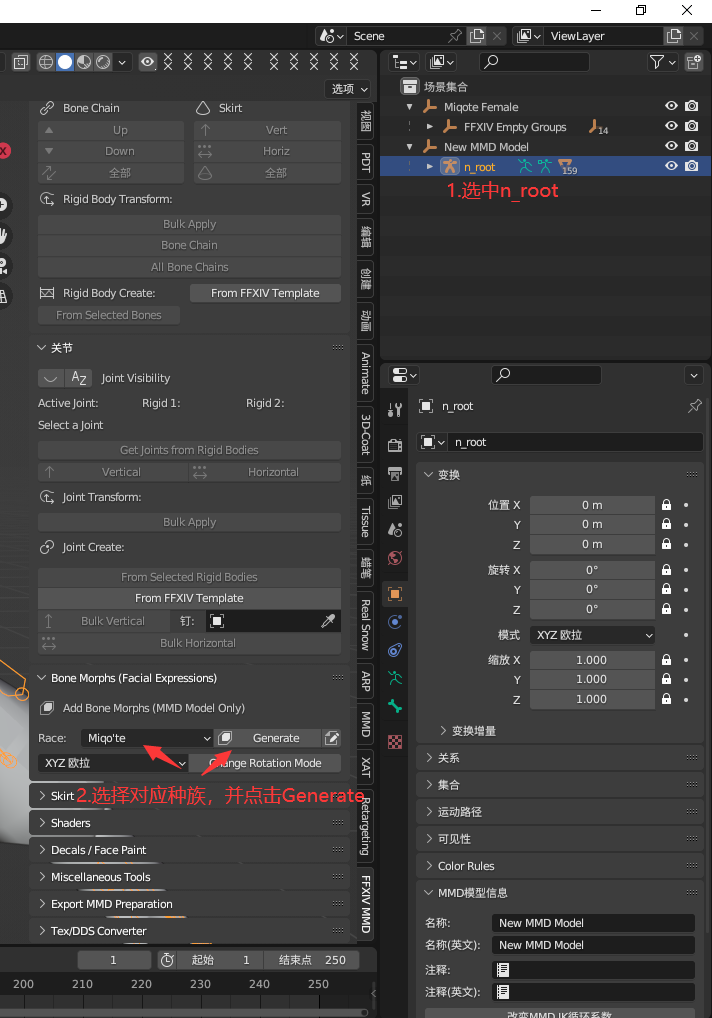 Scene
ViewLayer
选项
Bone Chain
Skirt
Up
Vert
Down
Horiz
全部
全部
Rigid Body Transform:
Bulk Apply
Bone Chain
All Bone Chains
Rigid Body Create:
From FFXIV Template
From Selected Bones
关节
AZ
Joint Visibility
Active Joint:
Rigid 1:
Rigid 2:
Select a Joint
Get Joints from Rigid Bodies
Vertical
Horizontal
Joint Transform:
Bulk Apply
Joint Create:
From Selected Rigid Bodies
From FFXIV Template
Bulk Vertical
钉:
Bulk Horizontal
Bone Morphs (Facial Expressions)
Add Bone Morphs (MMD Model Only)
Race:
Miqo'te
Generate
XYZ 欧拉
Change Rotation Mode
Skirt
2.选择对应种族，并点击Generate
Shaders
Decals / Face Paint
Miscellaneous Tools
Export MMD Preparation
Tex/DDS Converter
视图
PDT
VR
编辑
创建
动画
Animate
3D-Coat
纸
Tissue
蜡笔
Real Snow
ARP
MMD
XAT
Retargeting
FFXIV MMD
1
起始
1
结束点
250
200
210
220
230
240
250
X
场景集合
Miqote Female
FFXIV Empty Groups
14
New MMD Model
n_root
159
1.选中n_root
n_root
n_root
变换
位置 X
0 m
Y
0 m
Z
0 m
旋转 X
0°
Y
0°
Z
0°
模式
XYZ 欧拉
缩放 X
1.000
Y
1.000
Z
1.000
变换增量
关系
集合
运动路径
可见性
Color Rules
MMD模型信息
名称:
New MMD Model
名称(英文):
New MMD Model
注释:
注释(英文):
改变MMD IK循环系数